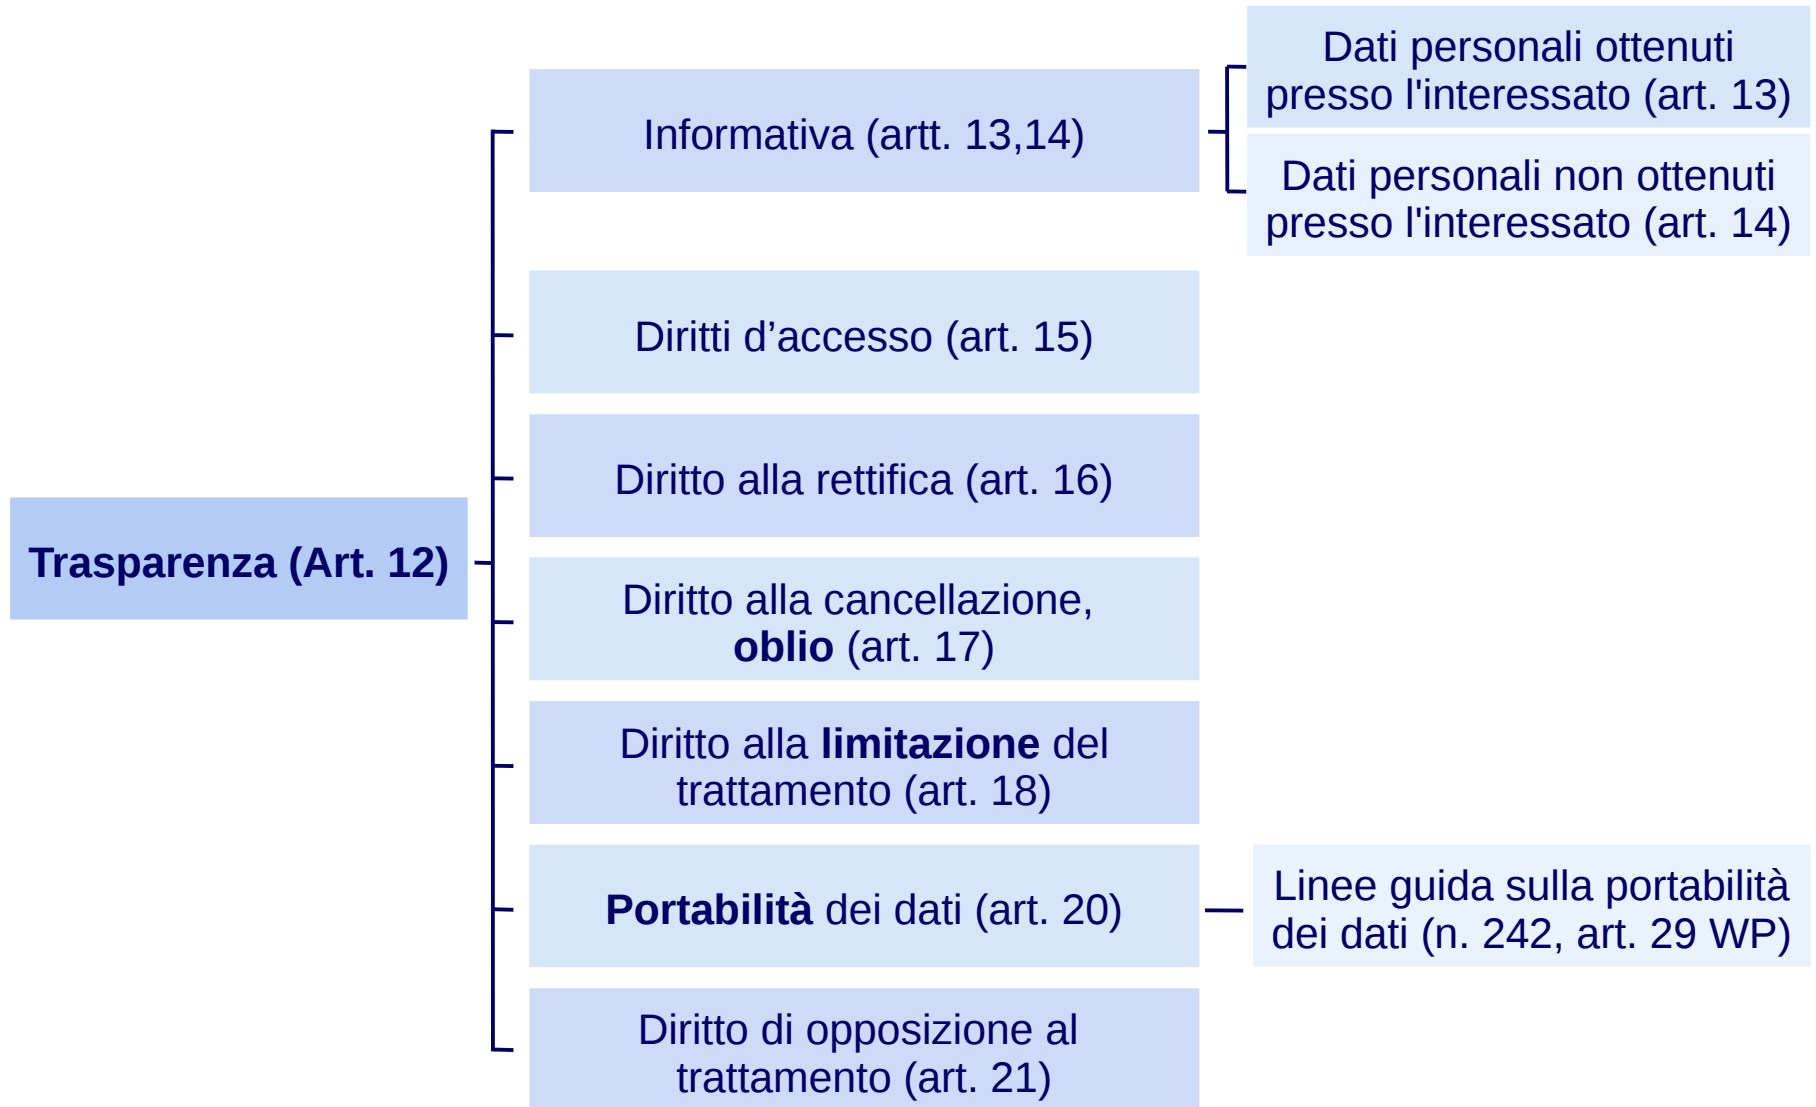 Trasparenza (Art. 12)
Informativa (artt. 13,14)
Dati personali ottenuti
presso l'interessato (art. 13)
Dati personali non ottenuti
presso l'interessato (art. 14)
Diritti d’accesso (art. 15)
Diritto alla rettifica (art. 16)
Diritto alla cancellazione,
oblio (art. 17)
Diritto alla limitazione del
trattamento (art. 18)
Portabilità dei dati (art. 20)
Linee guida sulla portabilità
dei dati (n. 242, art. 29 WP)
Diritto di opposizione al
trattamento (art. 21)